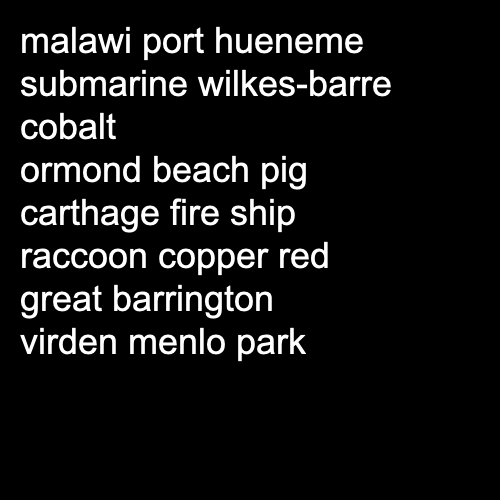 malawi port hueneme
submarine wilkes-barre
cobalt
ormond beach pig
carthage fire ship
raccoon copper red
great barrington
virden menlo park